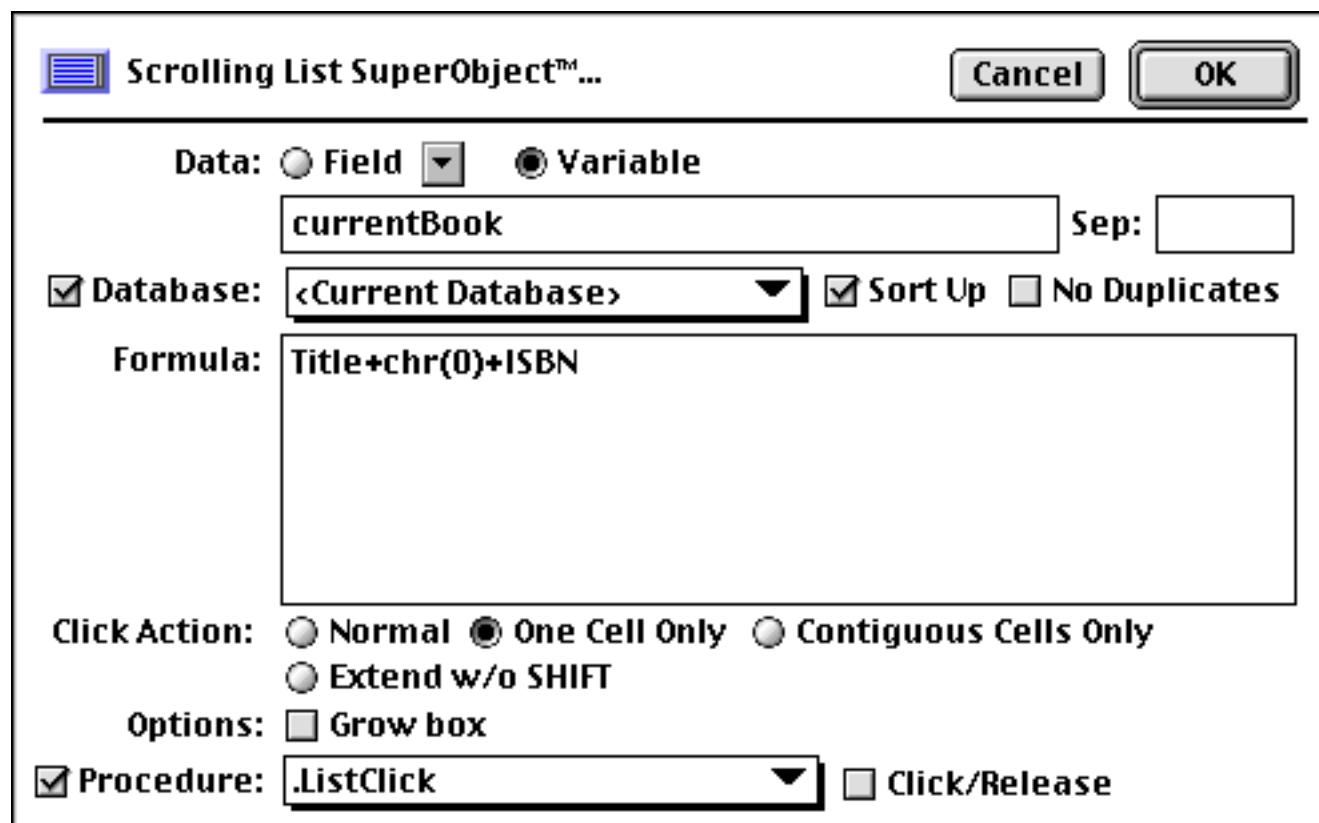 Scrolling List SuperObject™...
Cancel
OK
Data: Field Variable
currentBook Sep:
Database: <Current Database> Sort Up No Duplicates
Formula: Title+chr(0)+ISBN
Click Action: Normal One Cell Only Contiguous Cells Only
Extend w/o SHIFT
Options: Grow box
Procedure: .ListClick Click/Release